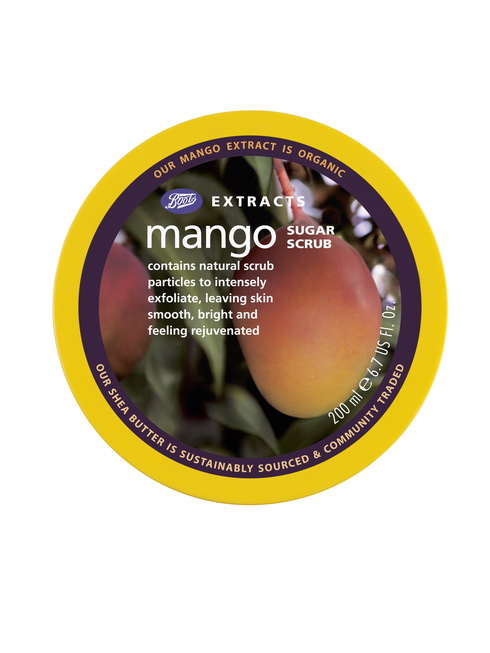 OUR MANGO EXTRACT IS ORGANIC
Boots EXTRACTS
mango SUGAR
SCRUB
contains natural scrub
particles to intensely
exfoliate, leaving skin
smooth, bright and
feeling rejuvenated
200 ml e 6.7 US Fl. Oz.
OUR SHEA BUTTER IS SUSTAINABLY SOURCED & COMMUNITY TRADED